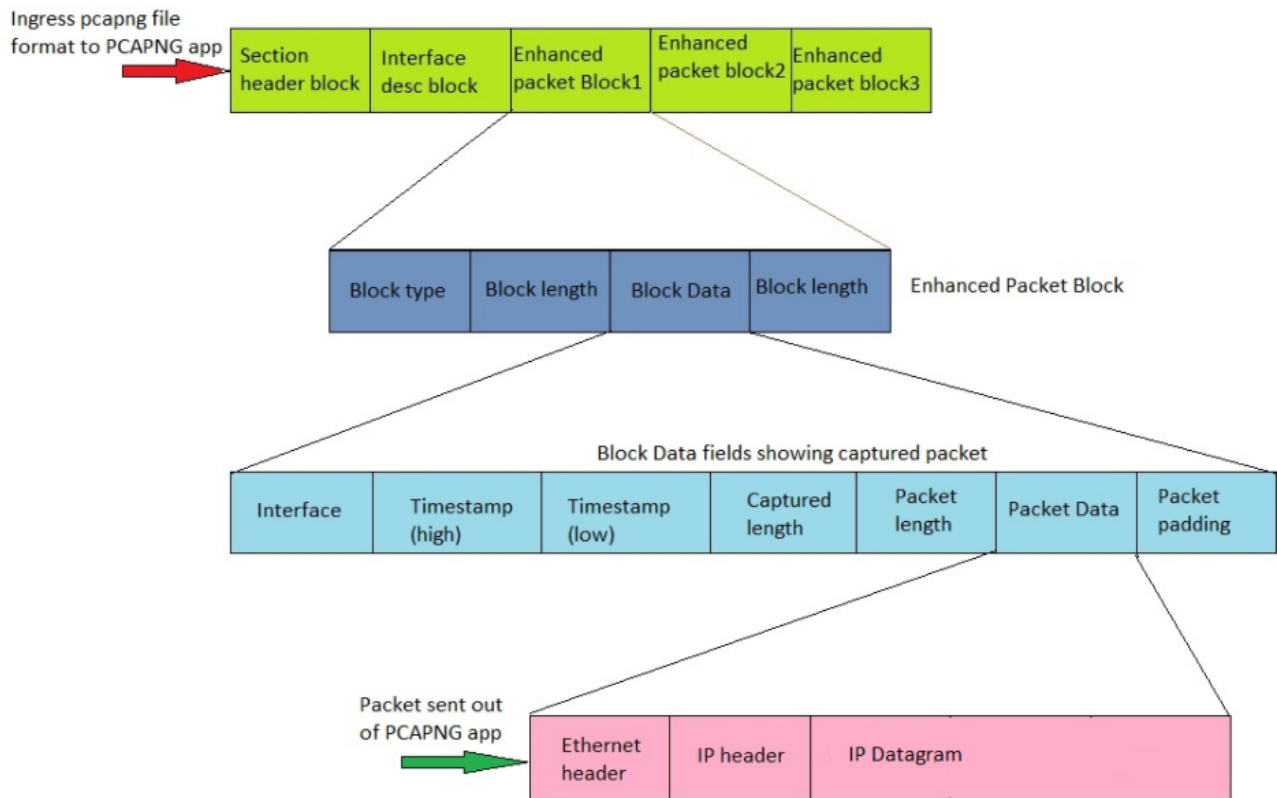 Ingress pcapng file
format to PCAPNG app
Section
header block
Interface
desc block
Enhanced
packet Block1
Enhanced
packet block2
Enhanced
packet block3
Block type
Block length
Block Data
Block length
Enhanced Packet Block
Block Data fields showing captured packet
Interface
Timestamp
(high)
Timestamp
(low)
Captured
length
Packet
length
Packet Data
Packet
padding
Packet sent out
of PCAPNG app
Ethernet
header
IP header
IP Datagram